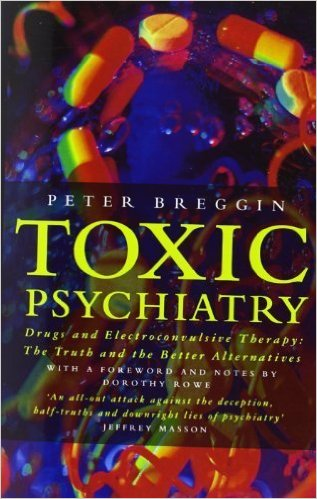 PETER BREGGIN
TOXIC
PSYCHIATRY
Drugs and Electroconvulsive Therapy:
The Truth and the Better Alternatives
WITH A FOREWORD AND NOTES BY
DOROTHY ROWE
'An all-out attack against the deception,
half-truths and downright lies of psychiatry'
JEFFREY MASSON